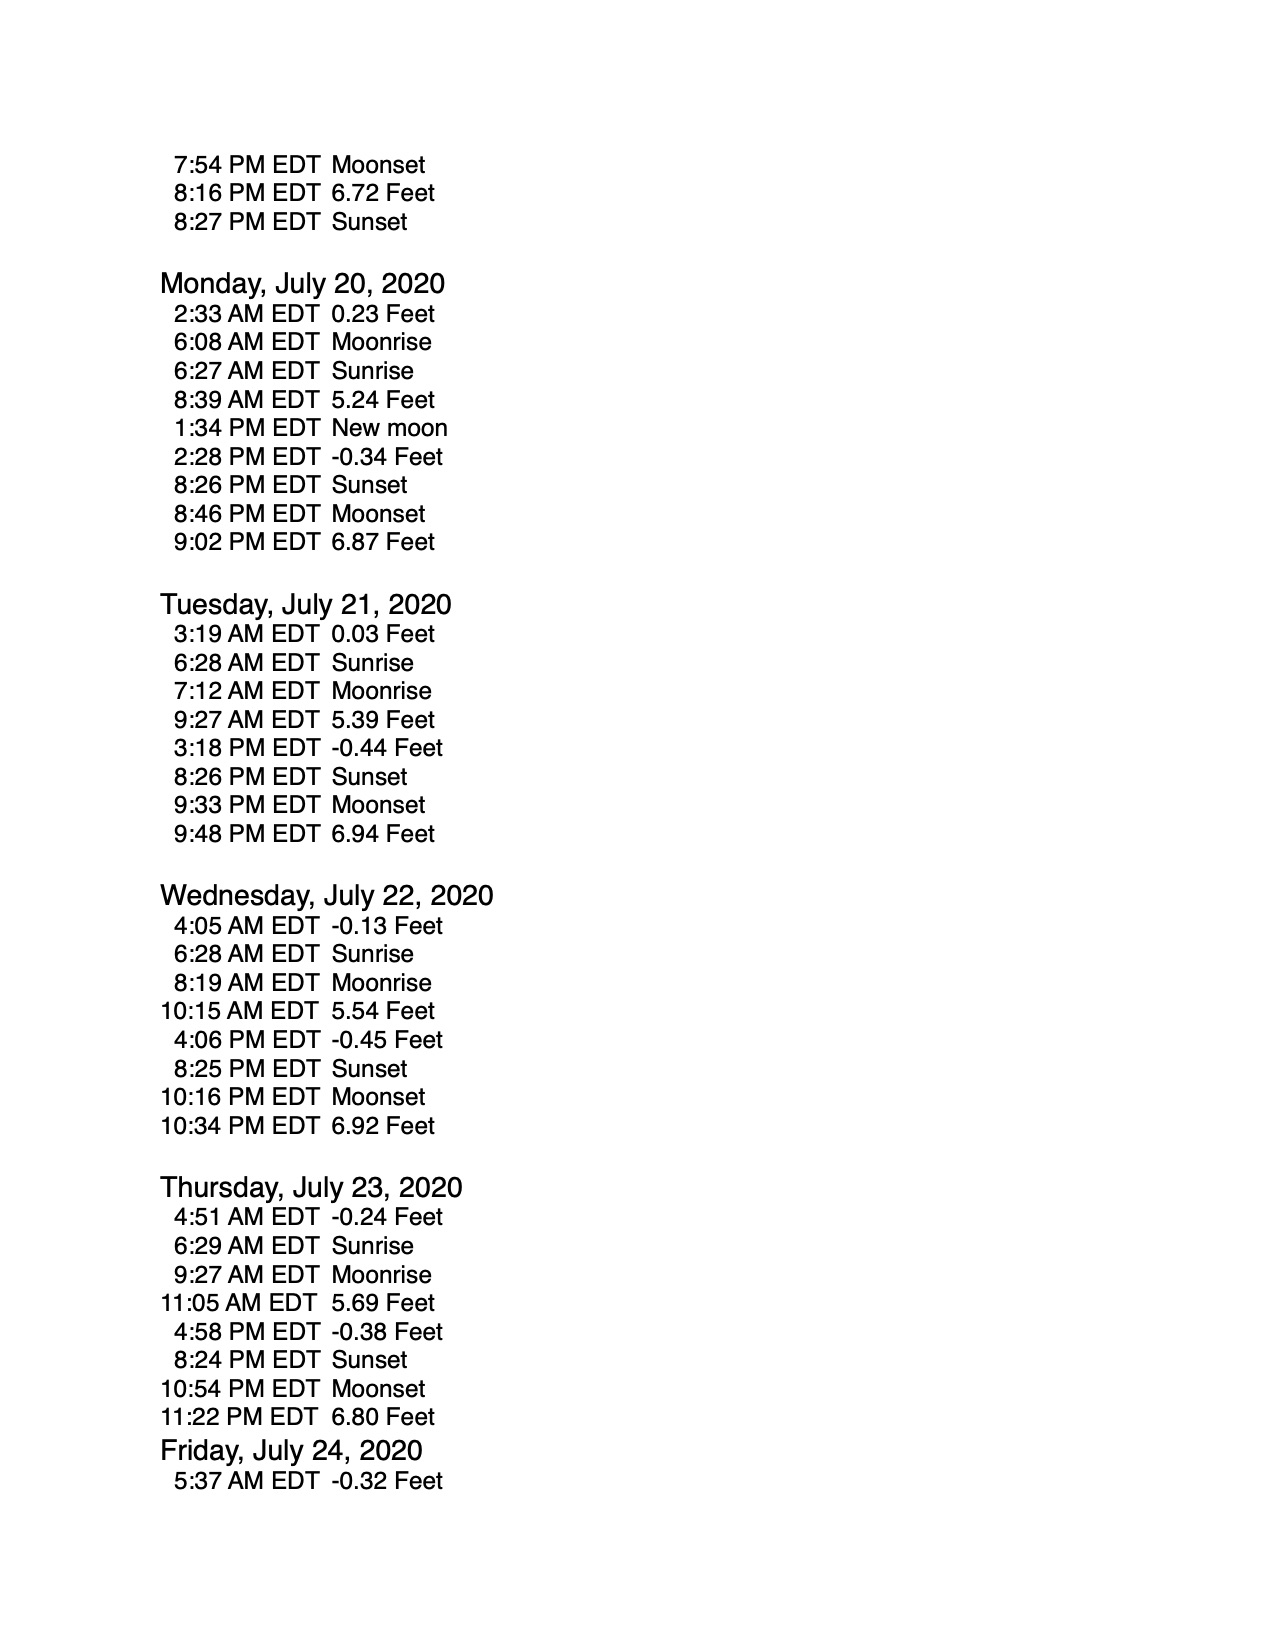 7:54 PM EDT Moonset
8:16 PM EDT 6.72 Feet
8:27 PM EDT Sunset
Monday, July 20, 2020
2:33 AM EDT 0.23 Feet
6:08 AM EDT Moonrise
6:27 AM EDT Sunrise
8:39 AM EDT 5.24 Feet
1:34 PM EDT New moon
2:28 PM EDT -0.34 Feet
8:26 PM EDT Sunset
8:46 PM EDT Moonset
9:02 PM EDT 6.87 Feet
Tuesday, July 21, 2020
3:19 AM EDT 0.03 Feet
6:28 AM EDT Sunrise
7:12 AM EDT Moonrise
9:27 AM EDT 5.39 Feet
3:18 PM EDT -0.44 Feet
8:26 PM EDT Sunset
9:33 PM EDT Moonset
9:48 PM EDT 6.94 Feet
Wednesday, July 22, 2020
4:05 AM EDT -0.13 Feet
6:28 AM EDT Sunrise
8:19 AM EDT Moonrise
10:15 AM EDT 5.54 Feet
4:06 PM EDT -0.45 Feet
8:25 PM EDT Sunset
10:16 PM EDT Moonset
10:34 PM EDT 6.92 Feet
Thursday, July 23, 2020
4:51 AM EDT -0.24 Feet
6:29 AM EDT Sunrise
9:27 AM EDT Moonrise
11:05 AM EDT 5.69 Feet
4:58 PM EDT -0.38 Feet
8:24 PM EDT Sunset
10:54 PM EDT Moonset
11:22 PM EDT 6.80 Feet
Friday, July 24, 2020
5:37 AM EDT -0.32 Feet